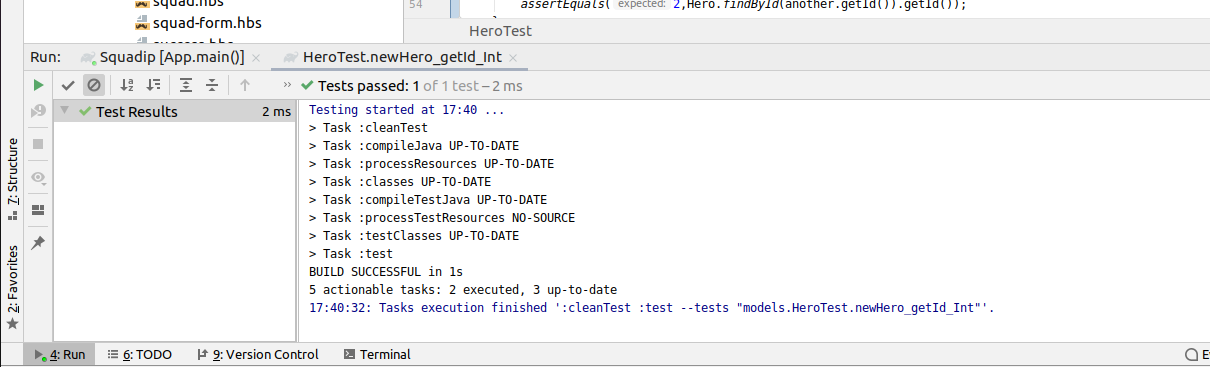 squad.hbs
squad-form.hbs
54 assertEquals( expected: 2,Hero.findById(another.getId()).getId());
HeroTest
Run: Squadip [App.main()] × HeroTest.newHero_getId_Int ×
» Tests passed: 1 of 1 test – 2 ms
Test Results 2 ms
Testing started at 17:40 ...
> Task :cleanTest
> Task :compileJava UP-TO-DATE
> Task :processResources UP-TO-DATE
> Task :classes UP-TO-DATE
> Task :compileTestJava UP-TO-DATE
> Task :processTestResources NO-SOURCE
> Task :testClasses UP-TO-DATE
> Task :test
BUILD SUCCESSFUL in 1s
5 actionable tasks: 2 executed, 3 up-to-date
17:40:32: Tasks execution finished ':cleanTest :test --tests "models.HeroTest.newHero_getId_Int"'.
7: Structure
2: Favorites
4: Run 6: TODO 9: Version Control Terminal